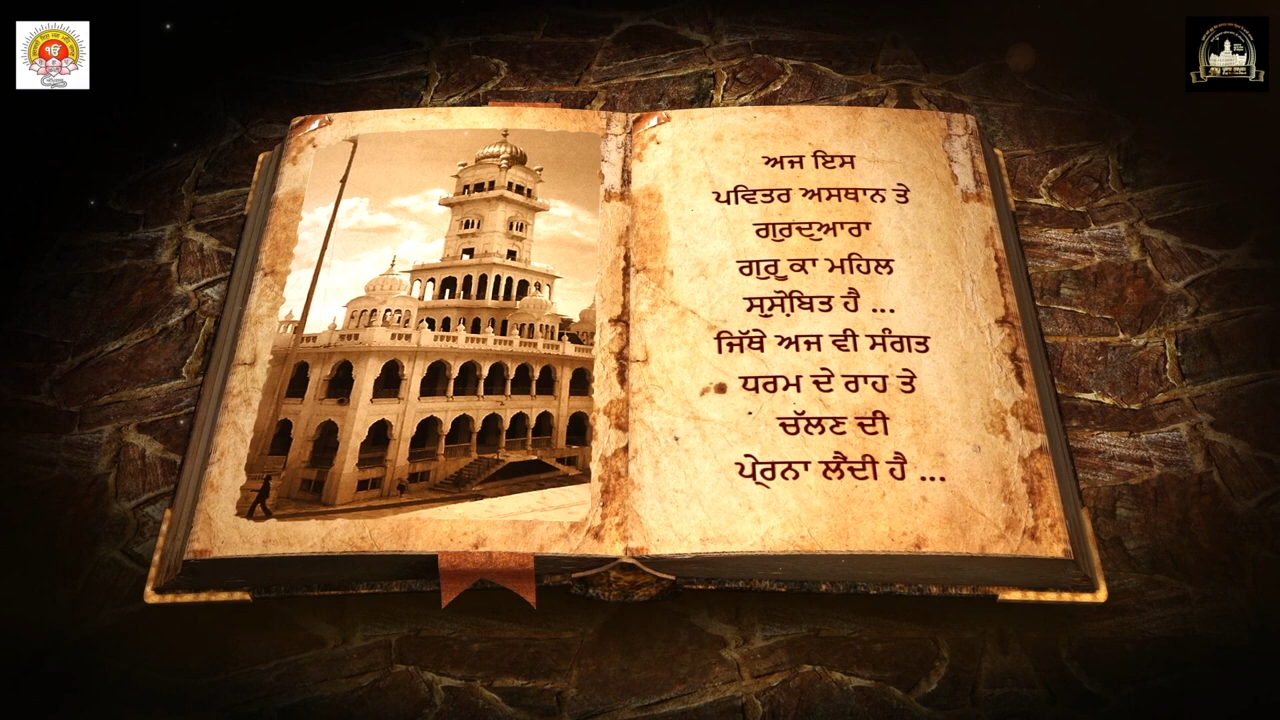 ਅਜ ਇਸ
ਪਵਿਤਰ ਅਸਥਾਨ ਤੇ
ਗੁਰਦੁਆਰਾ
ਗੁਰੂ ਕਾ ਮਹਿਲ
ਸੁਸ਼ੋਬਿਤ ਹੈ ...
ਜਿੱਥੇ ਅਜ ਵੀ ਸੰਗਤ
ਧਰਮ ਦੇ ਰਾਹ ਤੇ
ਚੱਲਣ ਦੀ
ਪ੍ਰੇਰਨਾ ਲੈਂਦੀ ਹੈ ...